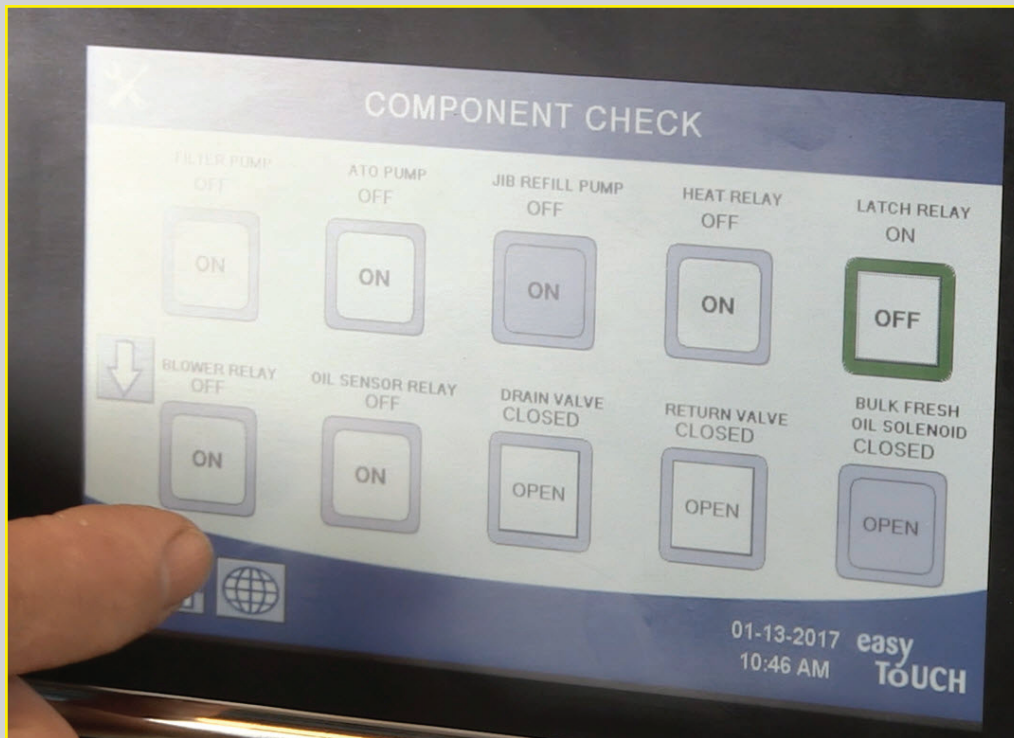 COMPONENT CHECK
FILTER PUMP
OFF
ON
ATO PUMP
OFF
ON
JIB REFILL PUMP
OFF
ON
HEAT RELAY
OFF
ON
LATCH RELAY
ON
OFF
BLOWER RELAY
OFF
ON
OIL SENSOR RELAY
OFF
ON
DRAIN VALVE
CLOSED
OPEN
RETURN VALVE
CLOSED
OPEN
BULK FRESH
OIL SOLENOID
CLOSED
OPEN
01-13-2017
10:46 AM
easy
TOUCH